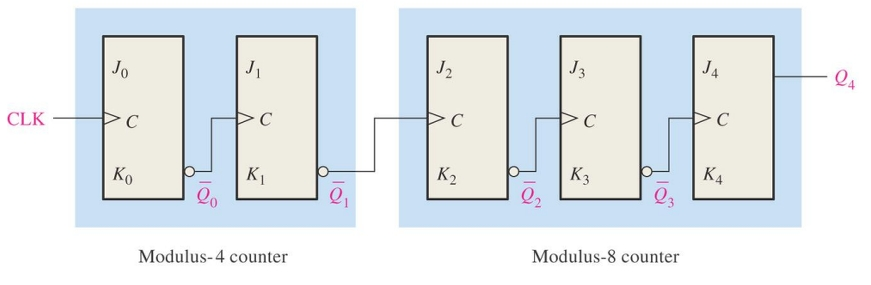 J₀ J₁ J₂ J₃ J₄ Q₄
CLK C C C C C
K₀ K₁ K₂ K₃ K₄
Q̅₀ Q̅₁ Q̅₂ Q̅₃
Modulus-4 counter Modulus-8 counter